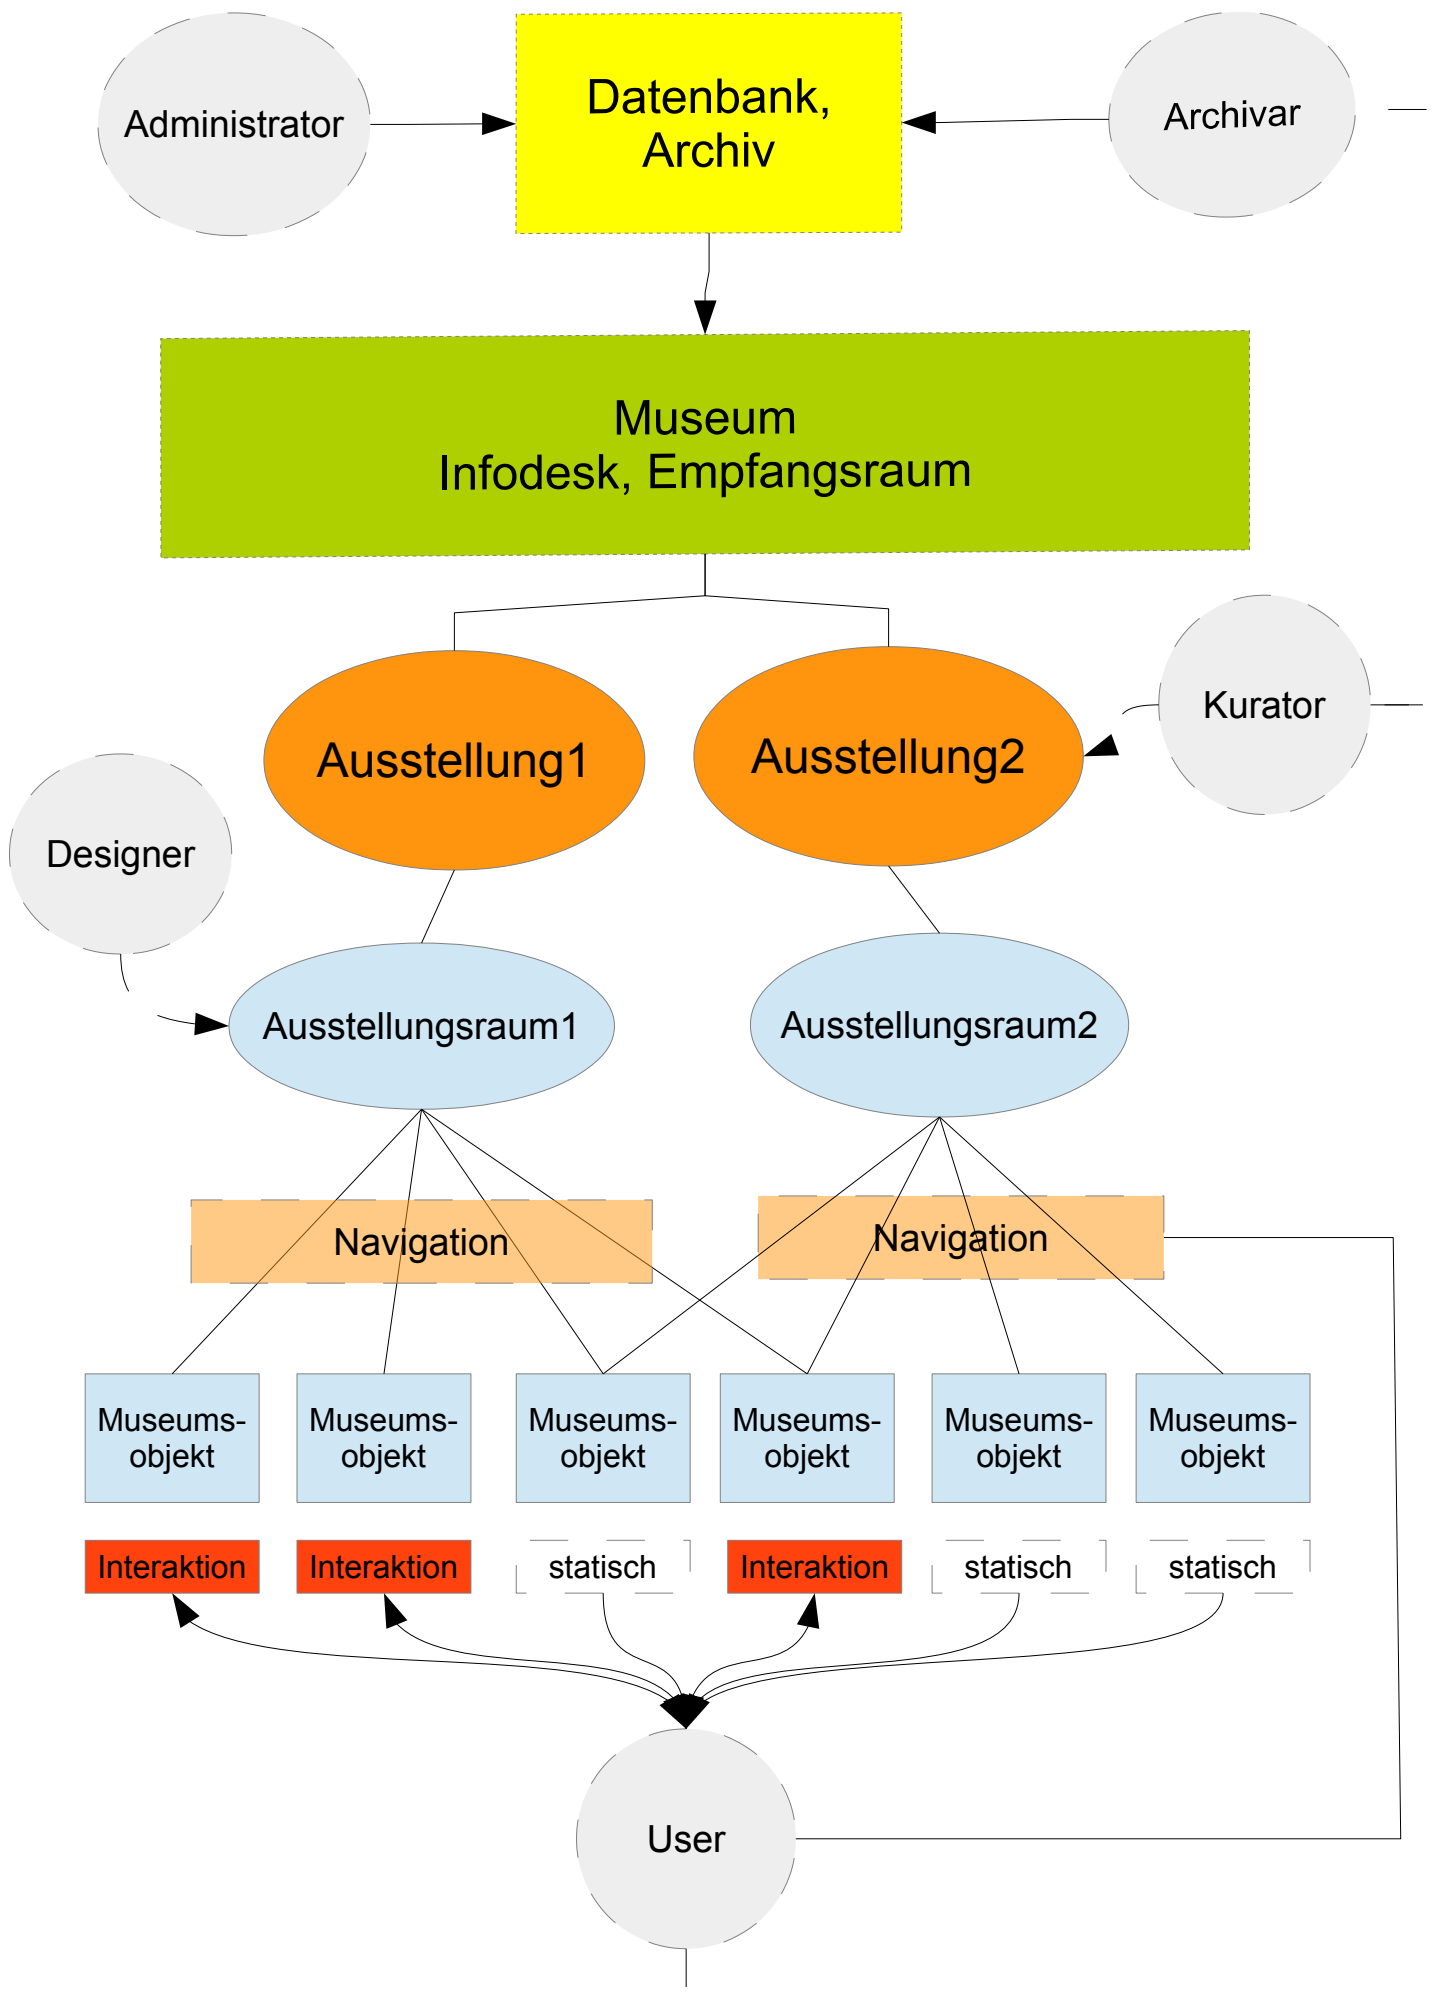 Administrator
Datenbank,
Archiv
Archivar
Museum
Infodesk, Empfangsraum
Kurator
Ausstellung1
Ausstellung2
Designer
Ausstellungsraum1
Ausstellungsraum2
Navigation
Navigation
Museums-
objekt
Museums-
objekt
Museums-
objekt
Museums-
objekt
Museums-
objekt
Museums-
objekt
Interaktion
Interaktion
statisch
Interaktion
statisch
statisch
User